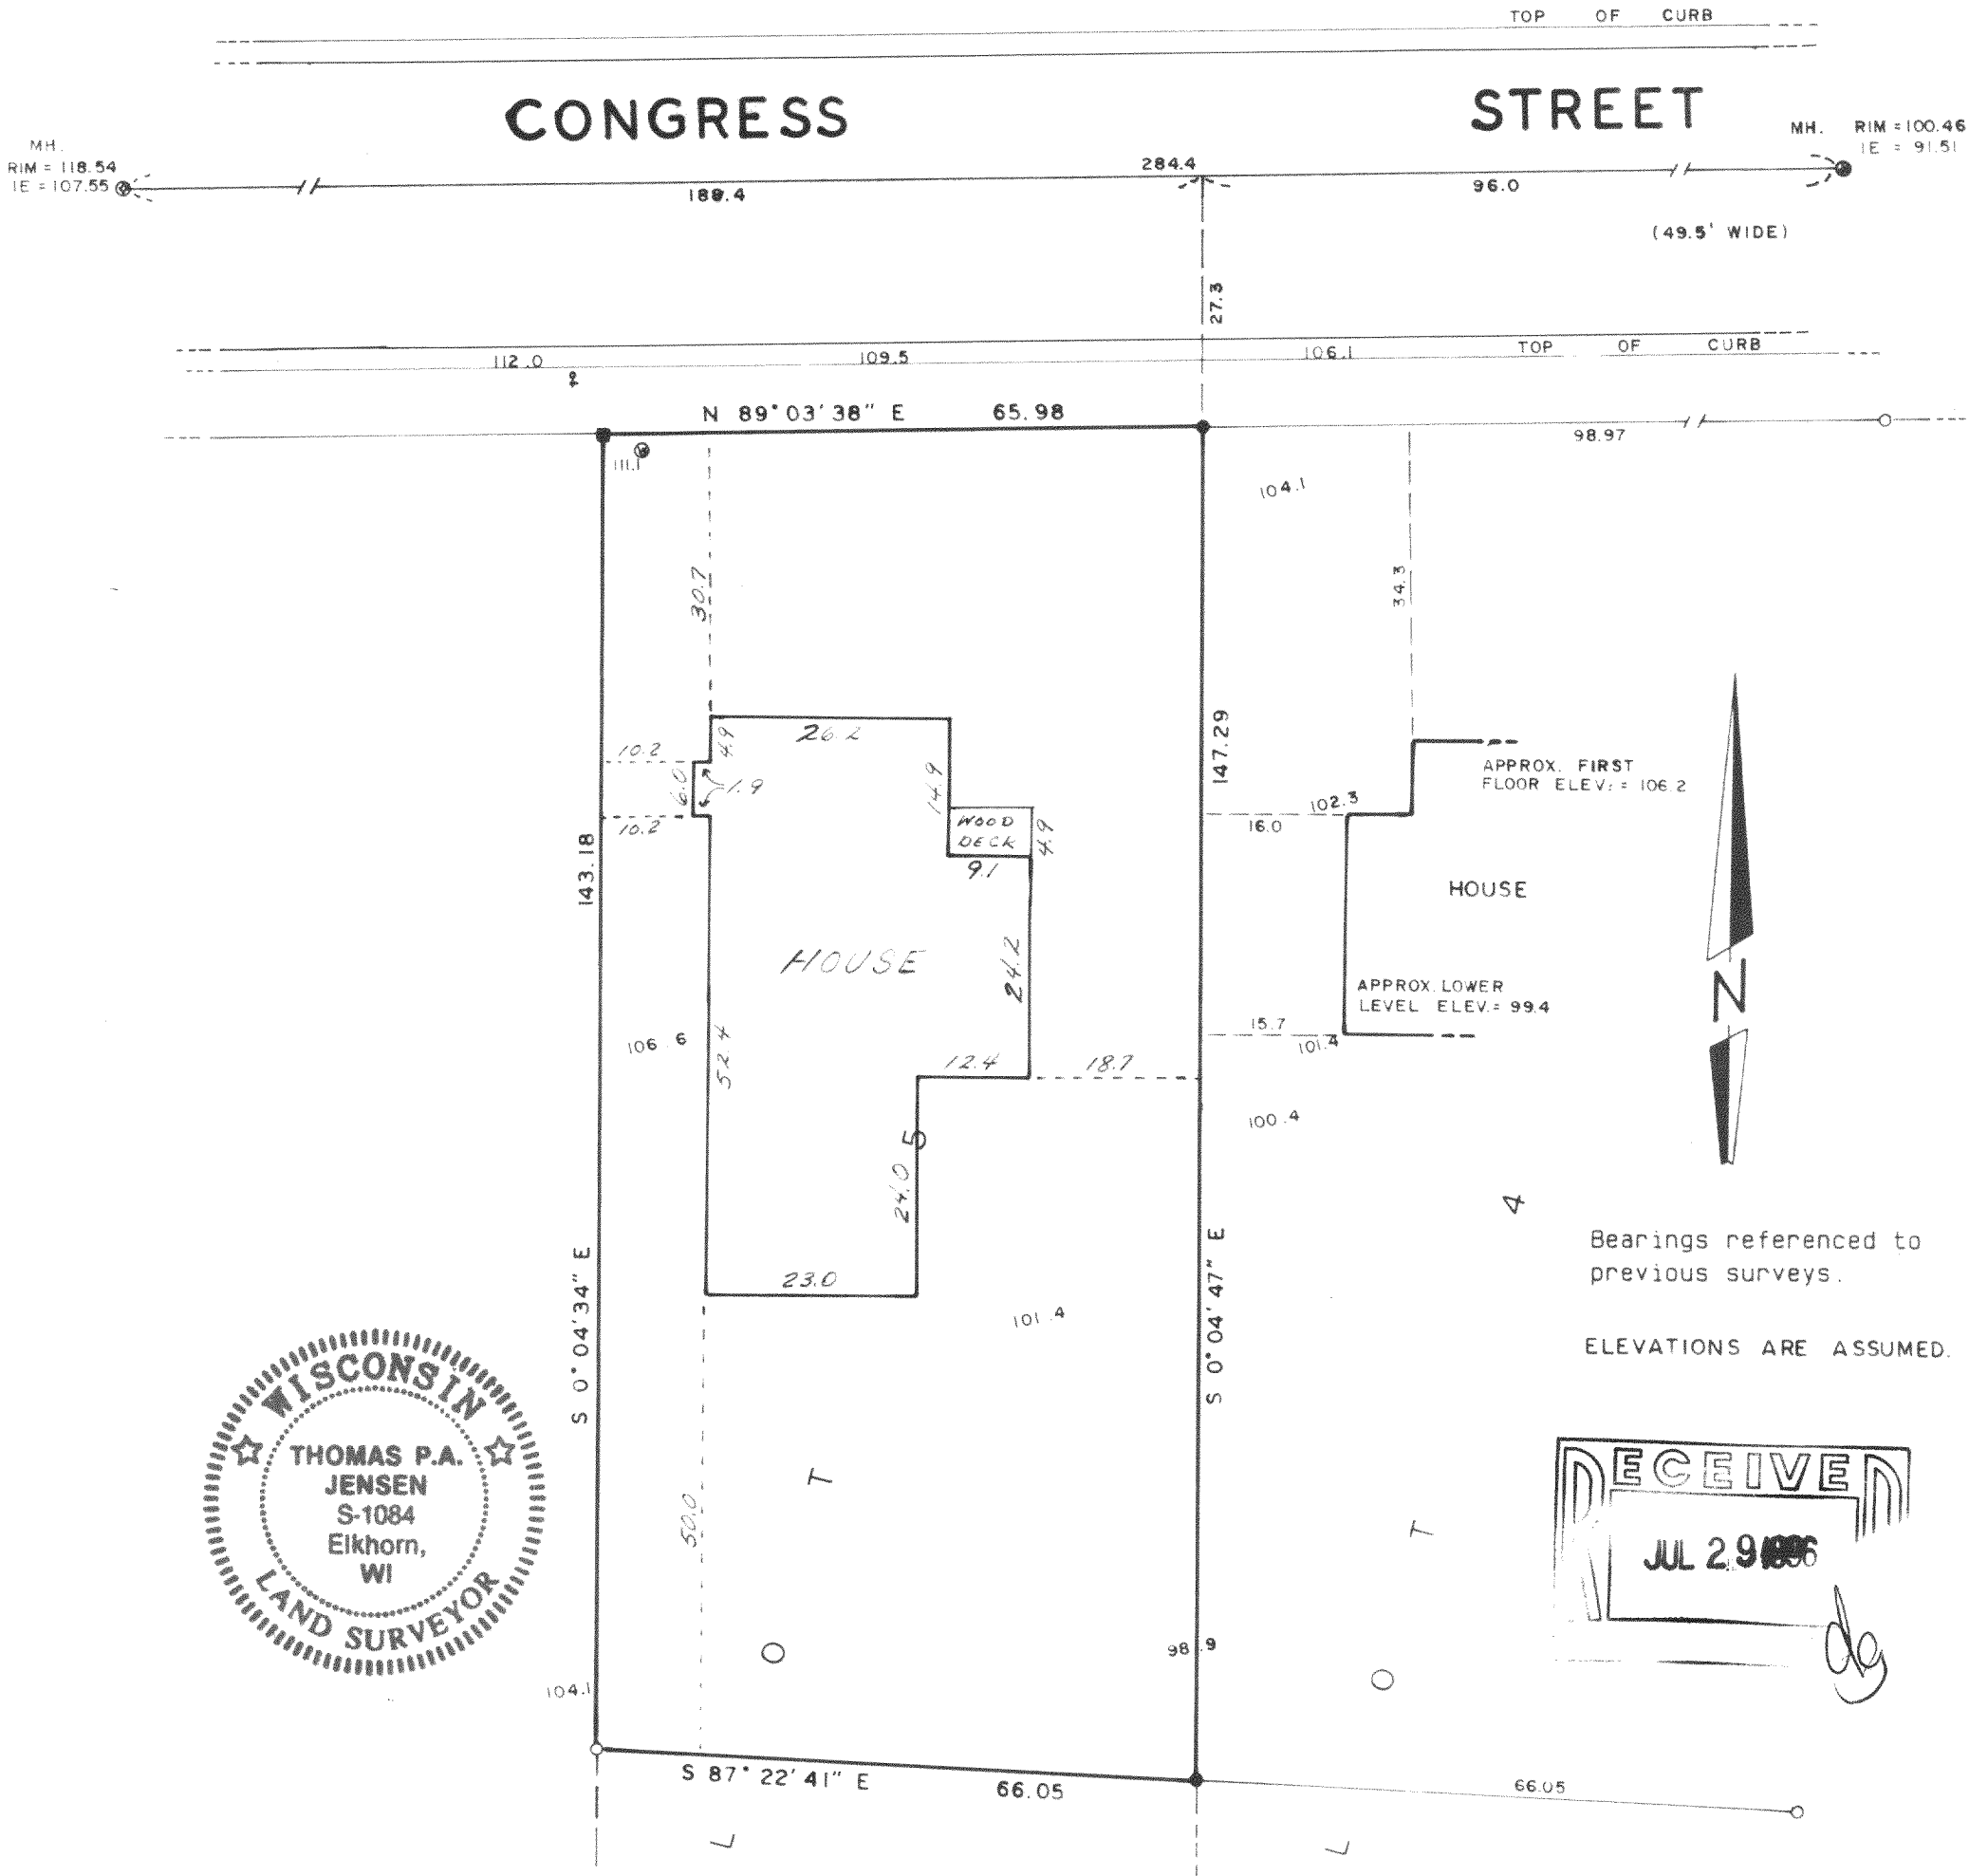 TOP OF CURB
CONGRESS STREET
MH.
RIM = 118.54
IE = 107.55
MH. RIM = 100.46
IE = 91.51
284.4
96.0
(49.5' WIDE)
27.3
112.0
109.5
106.1
TOP OF CURB
N 89° 03' 38" E 65.98
98.97
111.1
104.1
30.7
34.3
26.2
4.9
10.2
6.0
1.9
10.2
14.9
WOOD
DECK
4.9
9.1
147.29
APPROX. FIRST
FLOOR ELEV. = 106.2
102.3
16.0
143.18
HOUSE
HOUSE
24.2
APPROX. LOWER
LEVEL ELEV. = 99.4
N
15.7
101.4
106.6
52.4
12.4
18.7
100.4
5
24.0
4
23.0
Bearings referenced to
previous surveys.
S 0° 04' 34" E
S 0° 04' 47" E
101.4
ELEVATIONS ARE ASSUMED.
WISCONSIN
THOMAS P.A.
JENSEN
S-1084
Elkhorn,
WI
LAND SURVEYOR
RECEIVED
JUL 29 1996
50.0
98.9
104.1
S 87° 22' 41" E 66.05
66.05
L O T
L O T